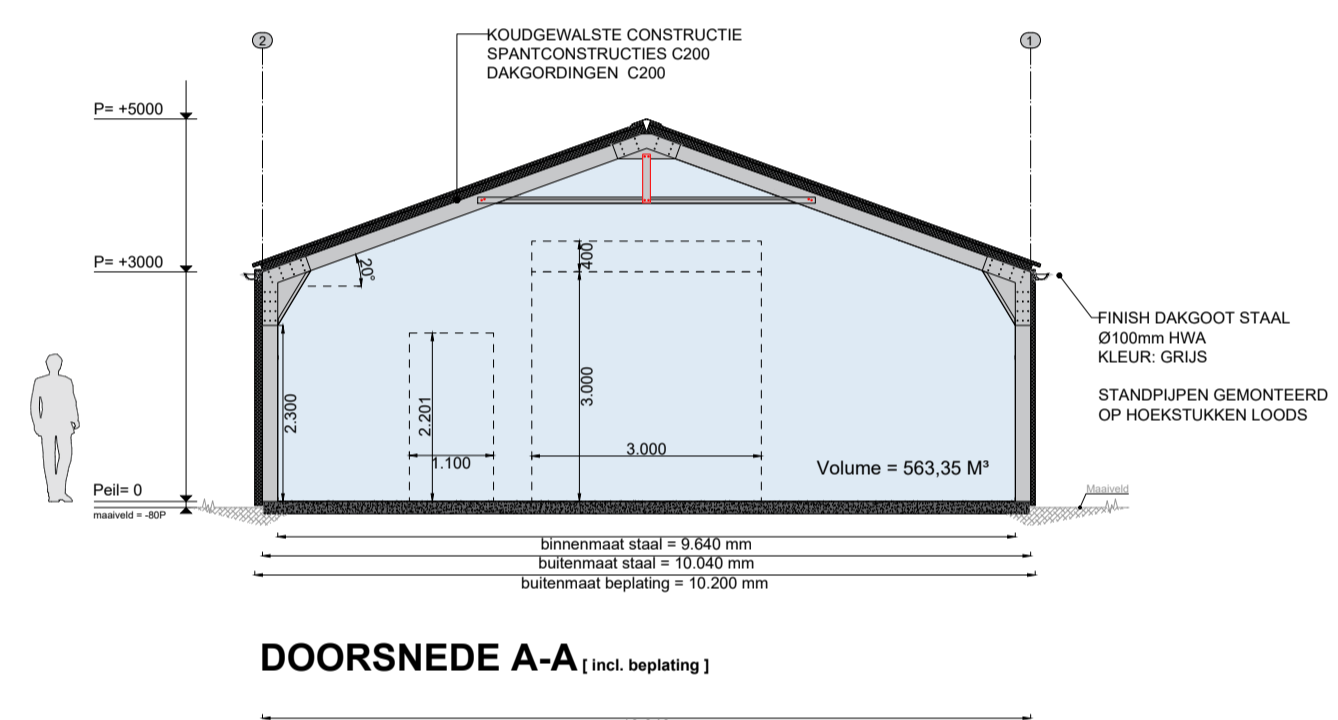 2
1
KOUDGEWALSTE CONSTRUCTIE
SPANTCONSTRUCTIES C200
DAKGORDINGEN C200
P= +5000
P= +3000
20°
400
FINISH DAKGOOT STAAL
Ø100mm HWA
KLEUR: GRIJS
STANDPIJPEN GEMONTEERD
OP HOEKSTUKKEN LOODS
2.300
2.201
3.000
1.100
3.000
Volume = 563,35 M³
Peil= 0
maaiveld = -80P
Maaiveld
binnenmaat staal = 9.640 mm
buitenmaat staal = 10.040 mm
buitenmaat beplating = 10.200 mm
DOORSNEDE A-A [ incl. beplating ]